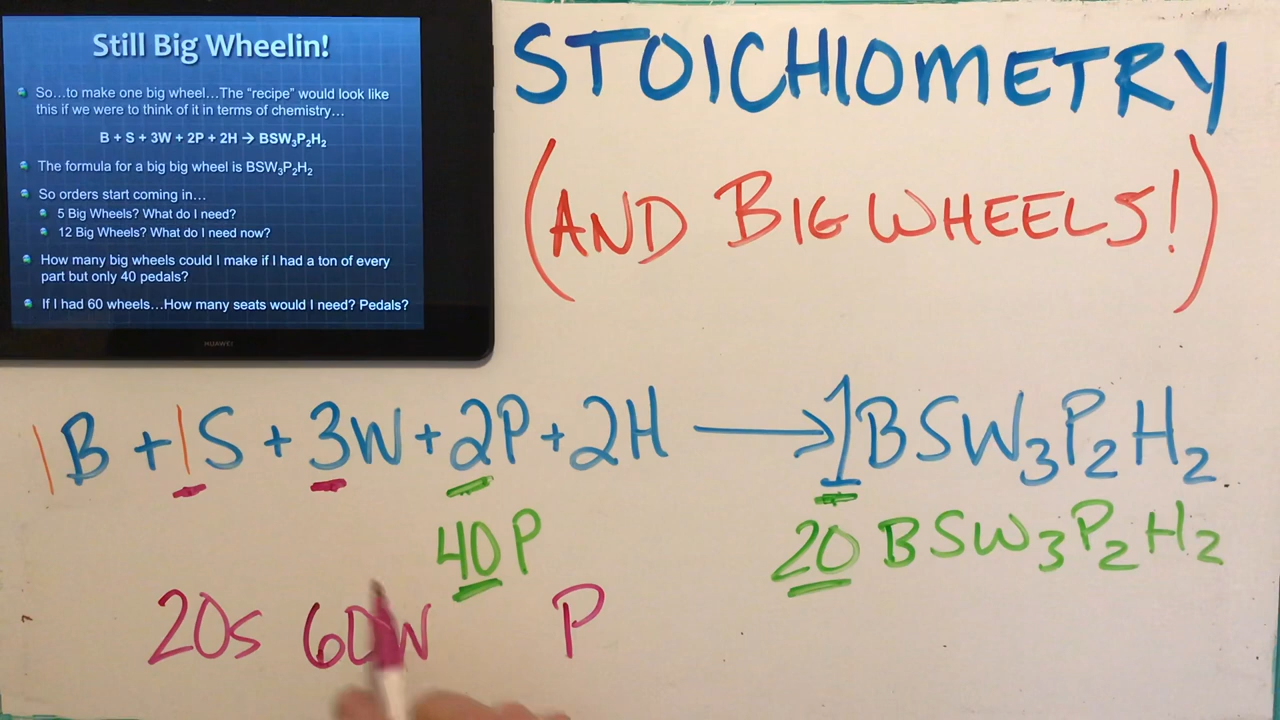 Still Big Wheelin!
So…to make one big wheel…The “recipe” would look like
this if we were to think of it in terms of chemistry…
B + S + 3W + 2P + 2H → BSW₃P₂H₂
The formula for a big big wheel is BSW₃P₂H₂
So orders start coming in…
5 Big Wheels? What do I need?
12 Big Wheels? What do I need now?
How many big wheels could I make if I had a ton of every
part but only 40 pedals?
If I had 60 wheels…How many seats would I need? Pedals?
HUAWEI
STOICHIOMETRY
(AND BIG WHEELS!)
1B + 1S + 3W + 2P + 2H → 1BSW₃P₂H₂
40P 20 BSW₃P₂H₂
20s 60W P